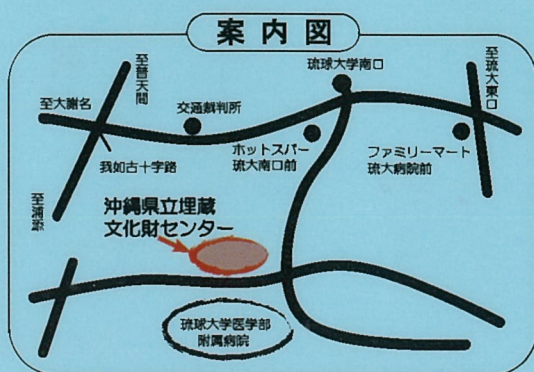 案内図
至普天間
琉球大学南口
至琉大東口
至大謝名
交通裁判所
我如古十字路
ホットスパー
琉大南口前
ファミリーマート
琉大病院前
至浦添
沖縄県立埋蔵
文化財センター
琉球大学医学部
附属病院